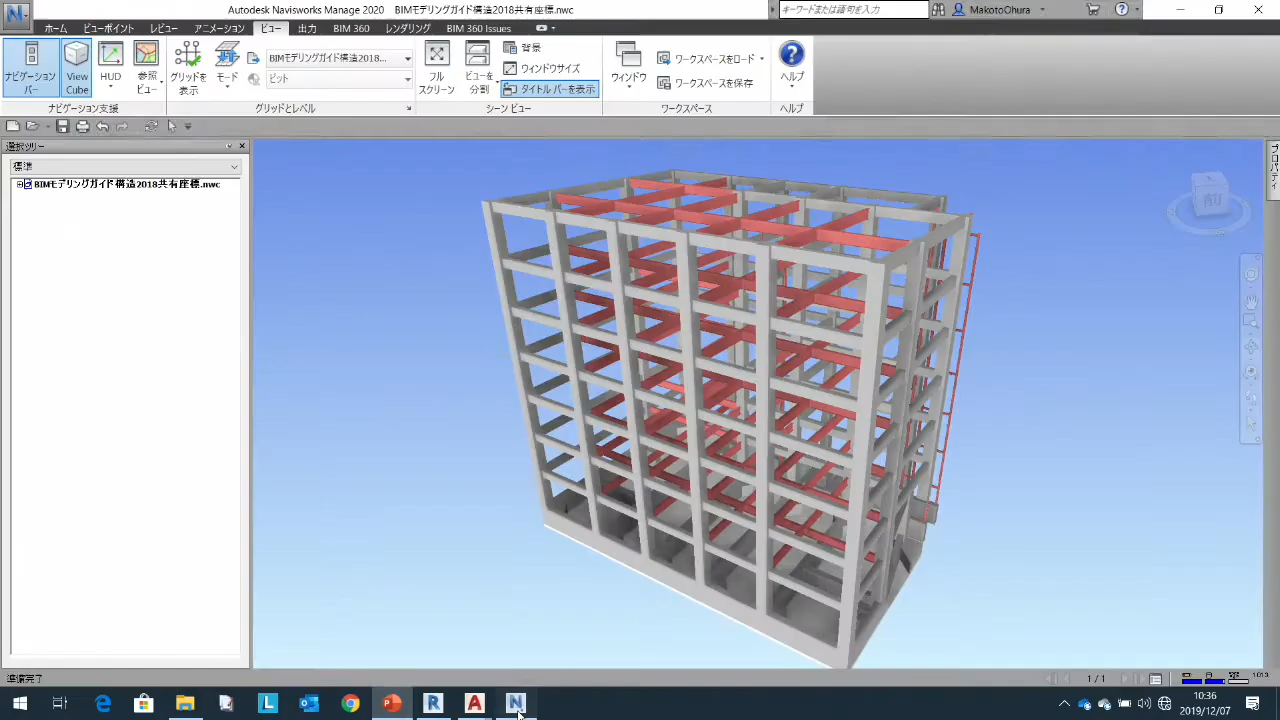 Autodesk Navisworks Manage 2020 BIMモデリングガイド構造2018共有座標.nwc
キーワードまたは語句を入力
MakotoOhura
ホーム ビューポイント レビュー アニメーション ビュー 出力 BIM 360 レンダリング BIM 360 Issues
ナビゲーション バー
View Cube
HUD
参照 ビュー
グリッドを 表示
モード
BIMモデリングガイド構造2018...
ピット
フル スクリーン
ビューを 分割
背景
ウィンドウサイズ
タイトル バーを表示
ウィンドウ
ワークスペースをロード
ワークスペースを保存
ヘルプ
ナビゲーション支援 グリッドとレベル シーン ビュー ワークスペース ヘルプ
選択ツリー
標準
BIMモデリングガイド構造2018共有座標.nwc
前
プロパティ
準備完了
1 / 1
10:36
2019/12/07